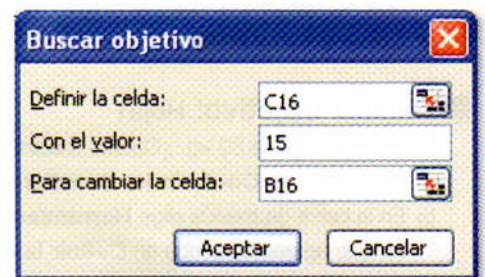 Buscar objetivo
Definir la celda: C16
Con el valor: 15
Para cambiar la celda: B16
Aceptar Cancelar